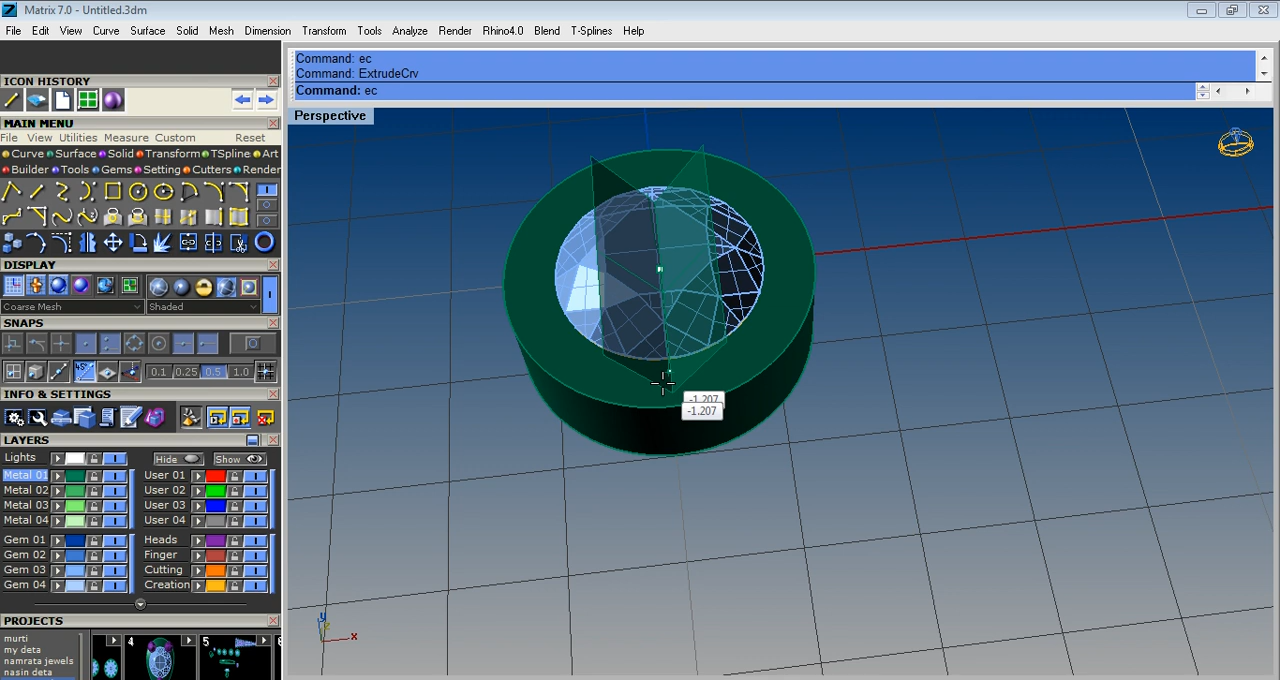 Matrix 7.0 - Untitled.3dm
File Edit View Curve Surface Solid Mesh Dimension Transform Tools Analyze Render Rhino4.0 Blend T-Splines Help
Command: ec
Command: ExtrudeCrv
Command: ec
ICON HISTORY
MAIN MENU
File View Utilities Measure Custom Reset
Curve Surface Solid Transform TSpline Art
Builder Tools Gems Setting Cutters Render
DISPLAY
Coarse Mesh Shaded
SNAPS
45°
0.1 0.25 0.5 1.0
INFO & SETTINGS
LAYERS
Lights Hide Show
Metal 01 User 01
Metal 02 User 02
Metal 03 User 03
Metal 04 User 04
Gem 01 Heads
Gem 02 Finger
Gem 03 Cutting
Gem 04 Creation
PROJECTS
murti
my deta
namrata jewels
nasin deta
4 5
Perspective
-1.207
-1.207
y
z
x